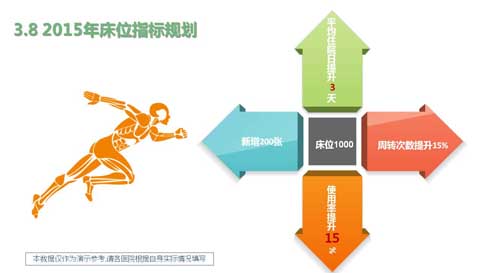 3.8 2015年床位指标规划
平均住院日提升
3
天
新增200张
床位1000
周转次数提升15%
使用率提升
15
%
本数据仅作为演示参考,请各医院根据自身实际情况填写